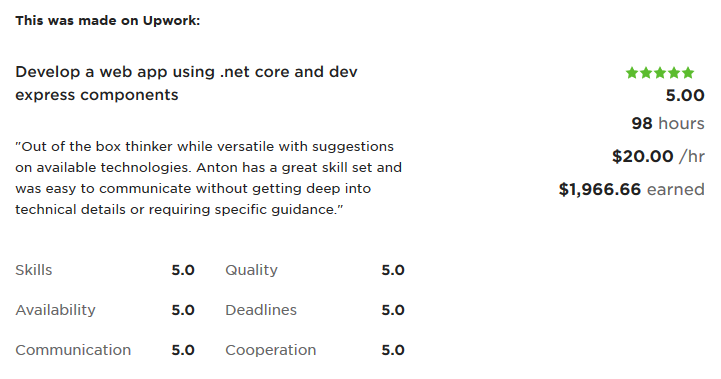 This was made on Upwork:
Develop a web app using .net core and dev
express components
5.00
98 hours
$20.00 /hr
$1,966.66 earned
"Out of the box thinker while versatile with suggestions
on available technologies. Anton has a great skill set and
was easy to communicate without getting deep into
technical details or requiring specific guidance."
Skills 5.0 Quality 5.0
Availability 5.0 Deadlines 5.0
Communication 5.0 Cooperation 5.0